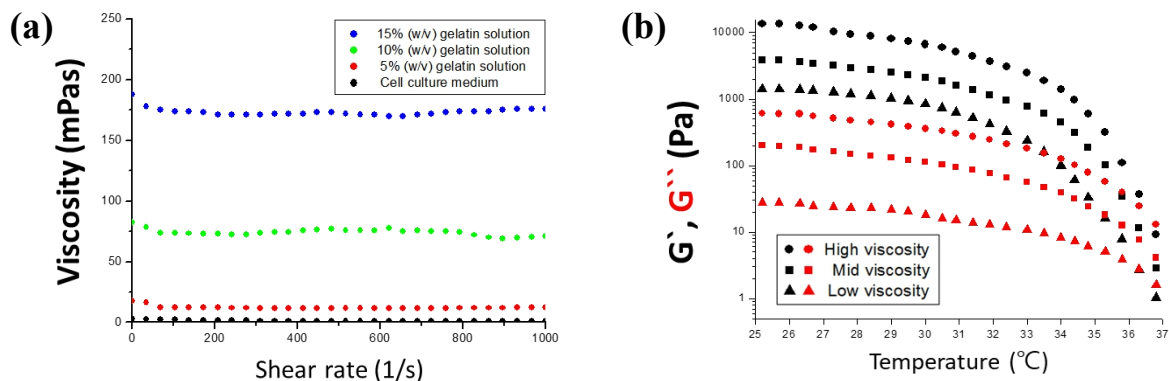 (a)
250
200
150
100
50
0
Viscosity (mPas)
15% (w/v) gelatin solution
10% (w/v) gelatin solution
5% (w/v) gelatin solution
Cell culture medium
0 200 400 600 800 1000
Shear rate (1/s)
(b)
10000
1000
100
10
1
G`, G`` (Pa)
High viscosity
Mid viscosity
Low viscosity
25 26 27 28 29 30 31 32 33 34 35 36 37
Temperature (℃)